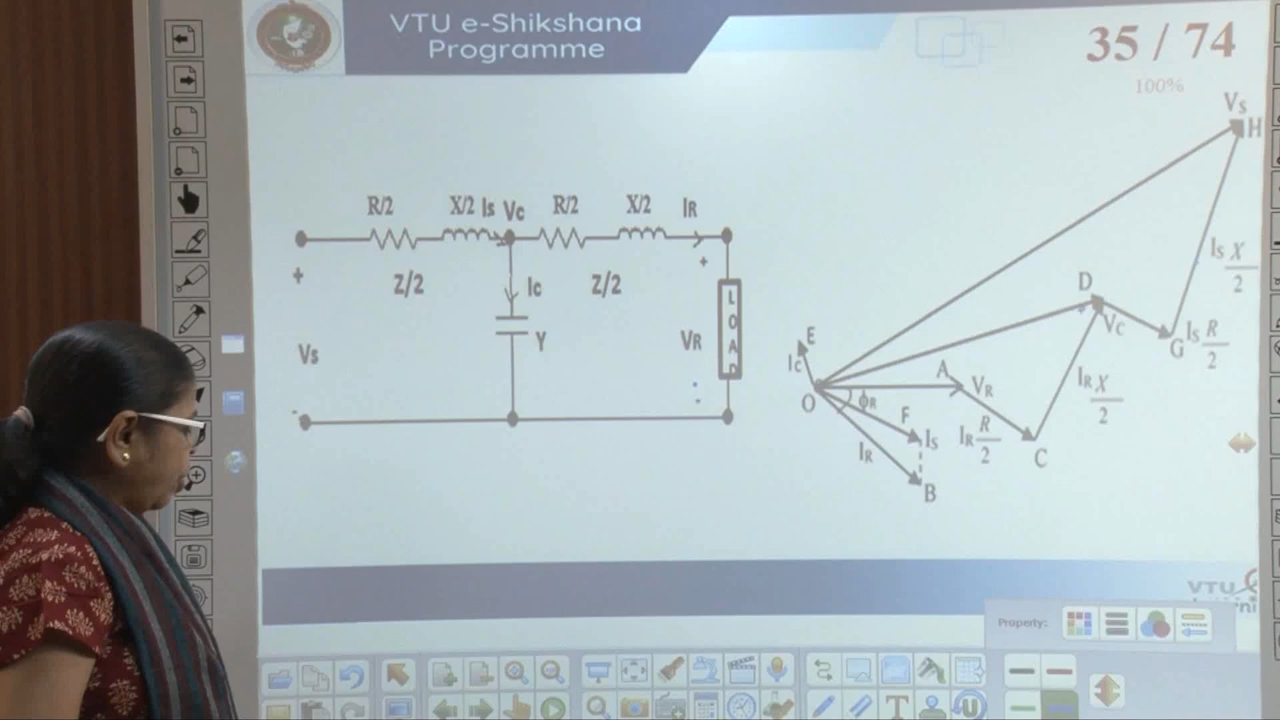 VTU e-Shikshana
Programme
35 / 74
100%
R/2 X/2 Is Vc R/2 X/2 IR
+ Z/2 Ic Z/2 +
Vs Y VR LOAD
-
Vs
H
Is X/2
D
Vc
G
Is R/2
E
Ic
O
A
VR
ϕR
F
Is
IR
B
IR R/2
C
IR X/2
VTU
Property: